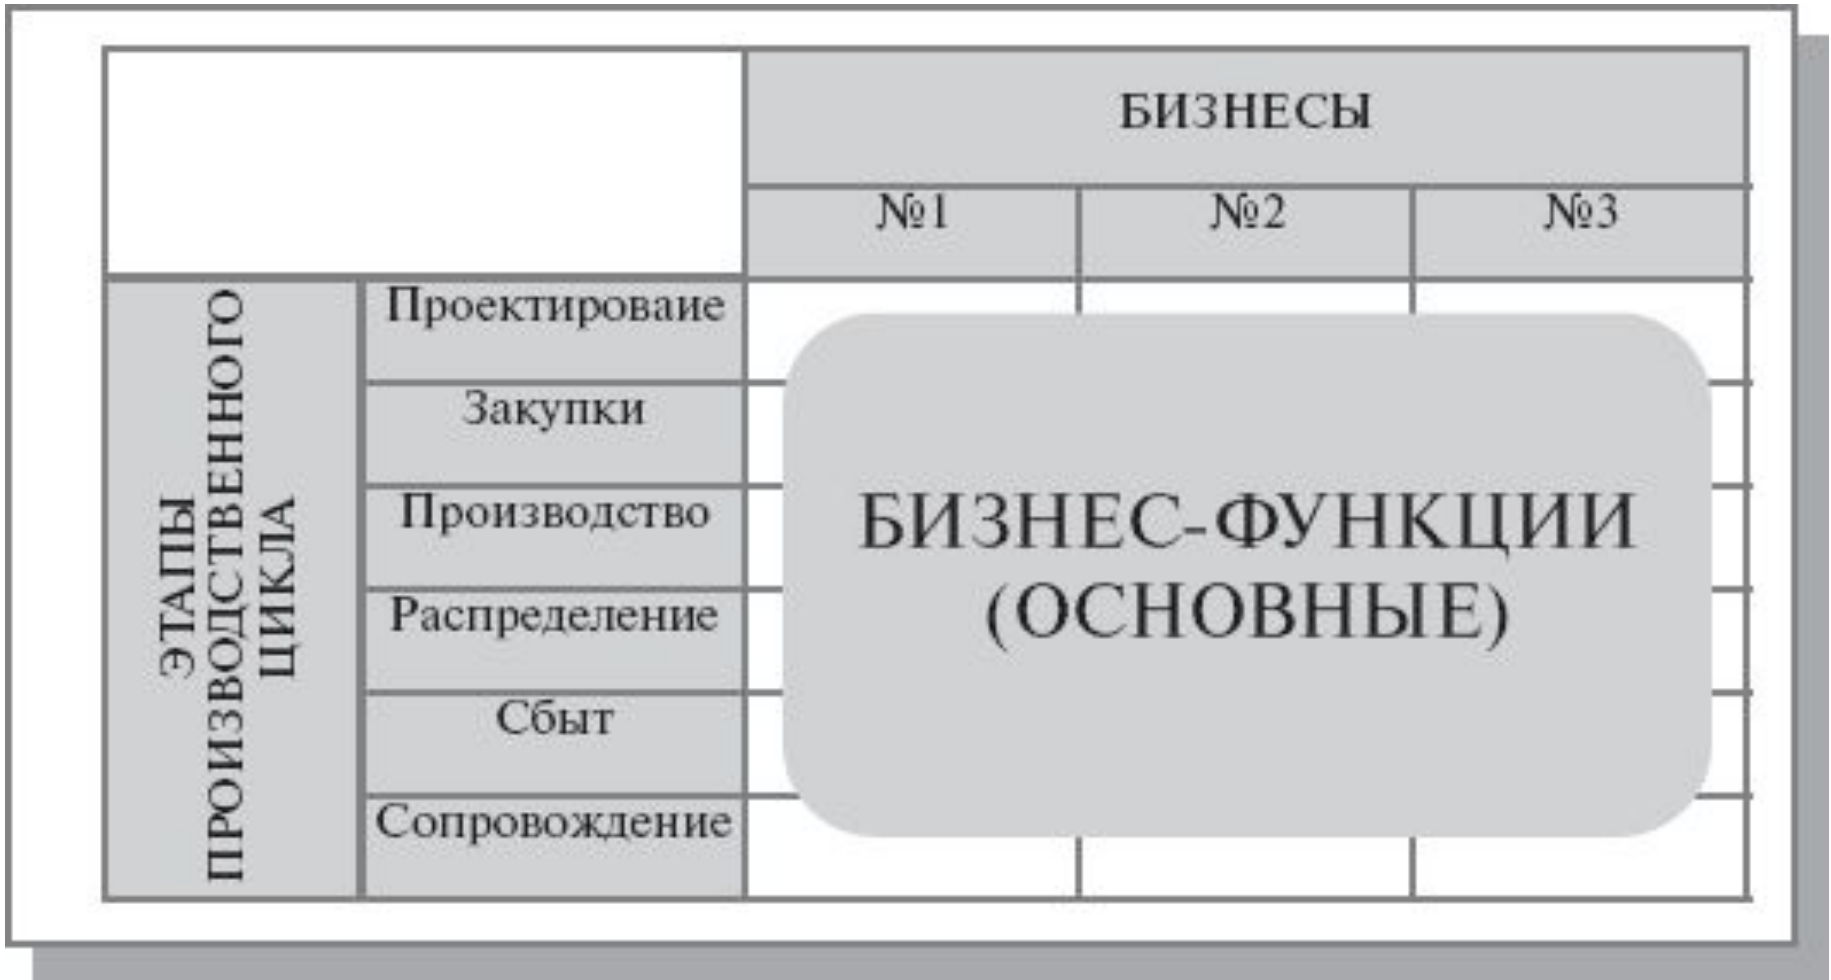 БИЗНЕСЫ
№1 №2 №3
ЭТАПЫ
ПРОИЗВОДСТВЕННОГО
ЦИКЛА
Проектироваие
Закупки
Производство
Распределение
Сбыт
Сопровождение
БИЗНЕС-ФУНКЦИИ
(ОСНОВНЫЕ)